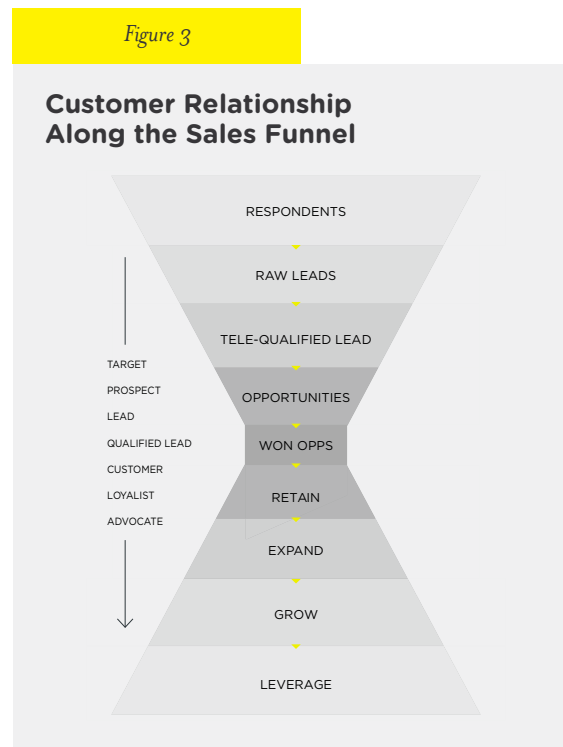 Figure 3
Customer Relationship
Along the Sales Funnel
RESPONDENTS
RAW LEADS
TELE-QUALIFIED LEAD
OPPORTUNITIES
WON OPPS
RETAIN
EXPAND
GROW
LEVERAGE
TARGET
PROSPECT
LEAD
QUALIFIED LEAD
CUSTOMER
LOYALIST
ADVOCATE